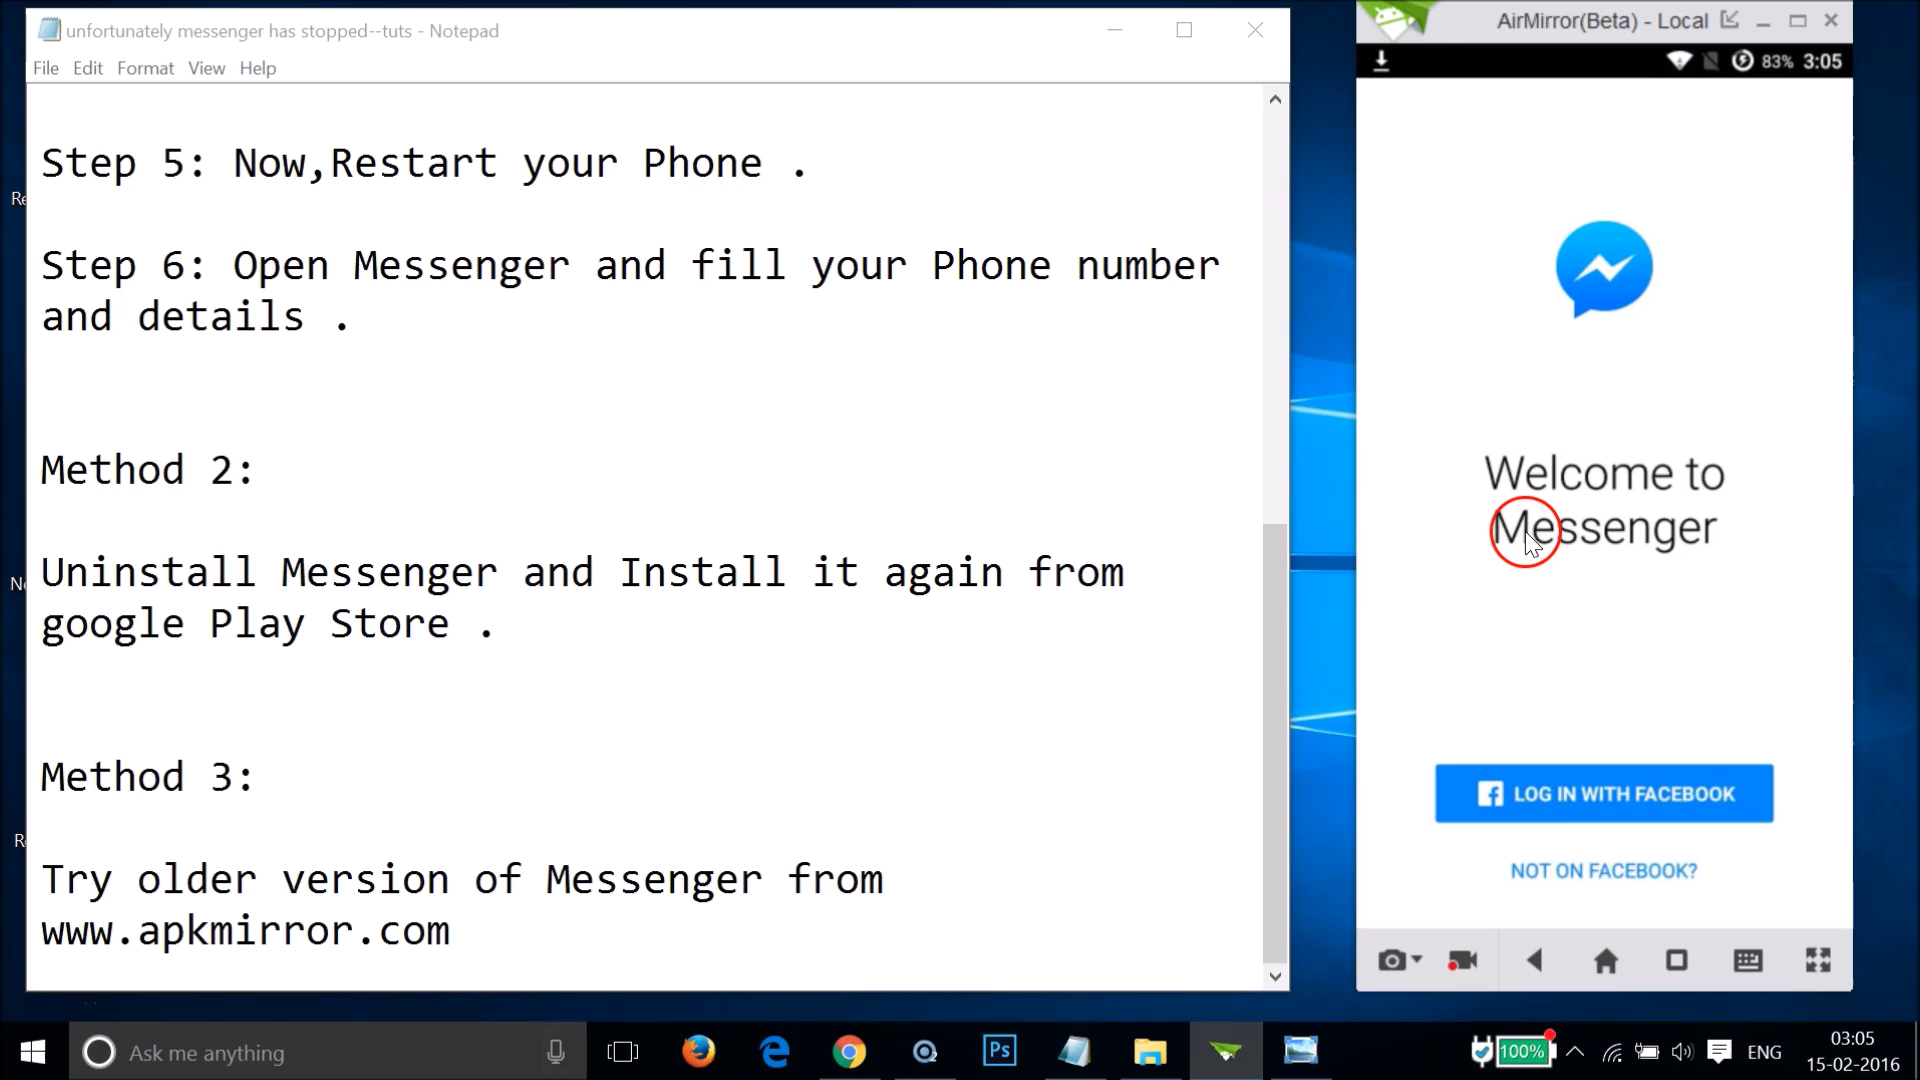 unfortunately messenger has stopped--tuts - Notepad
File Edit Format View Help
Step 5: Now,Restart your Phone .
Step 6: Open Messenger and fill your Phone number
and details .
Method 2:
Uninstall Messenger and Install it again from
google Play Store .
Method 3:
Try older version of Messenger from
www.apkmirror.com
AirMirror(Beta) - Local
83% 3:05
Welcome to
Messenger
LOG IN WITH FACEBOOK
NOT ON FACEBOOK?
Re
Ne
Ask me anything
Ps
100%
ENG
03:05
15-02-2016